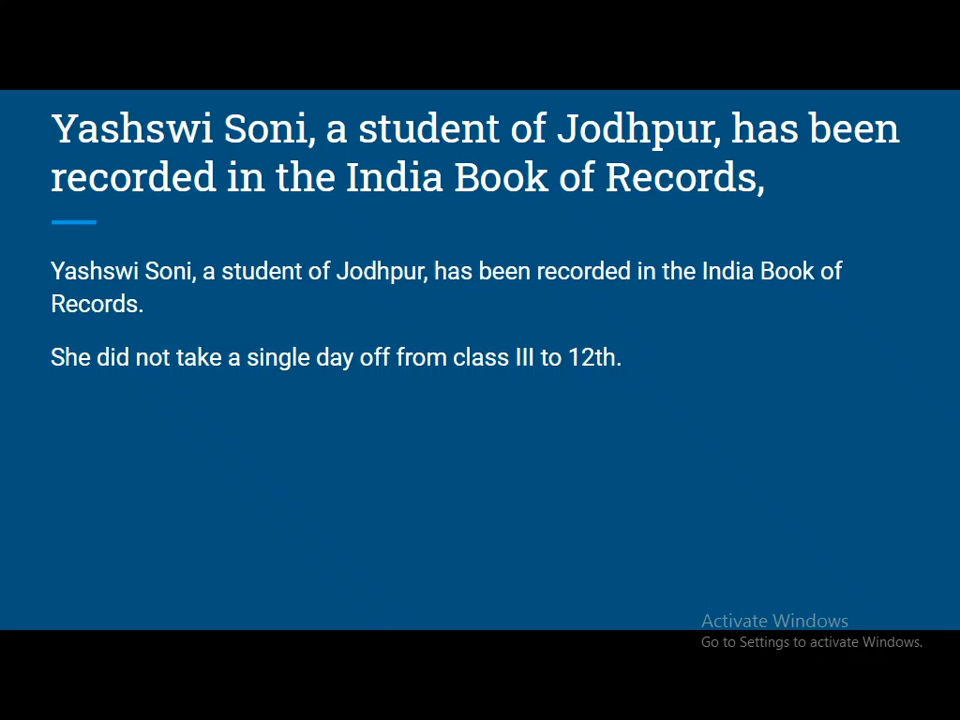 Yashswi Soni, a student of Jodhpur, has been
recorded in the India Book of Records,
Yashswi Soni, a student of Jodhpur, has been recorded in the India Book of
Records.
She did not take a single day off from class III to 12th.
Activate Windows
Go to Settings to activate Windows.